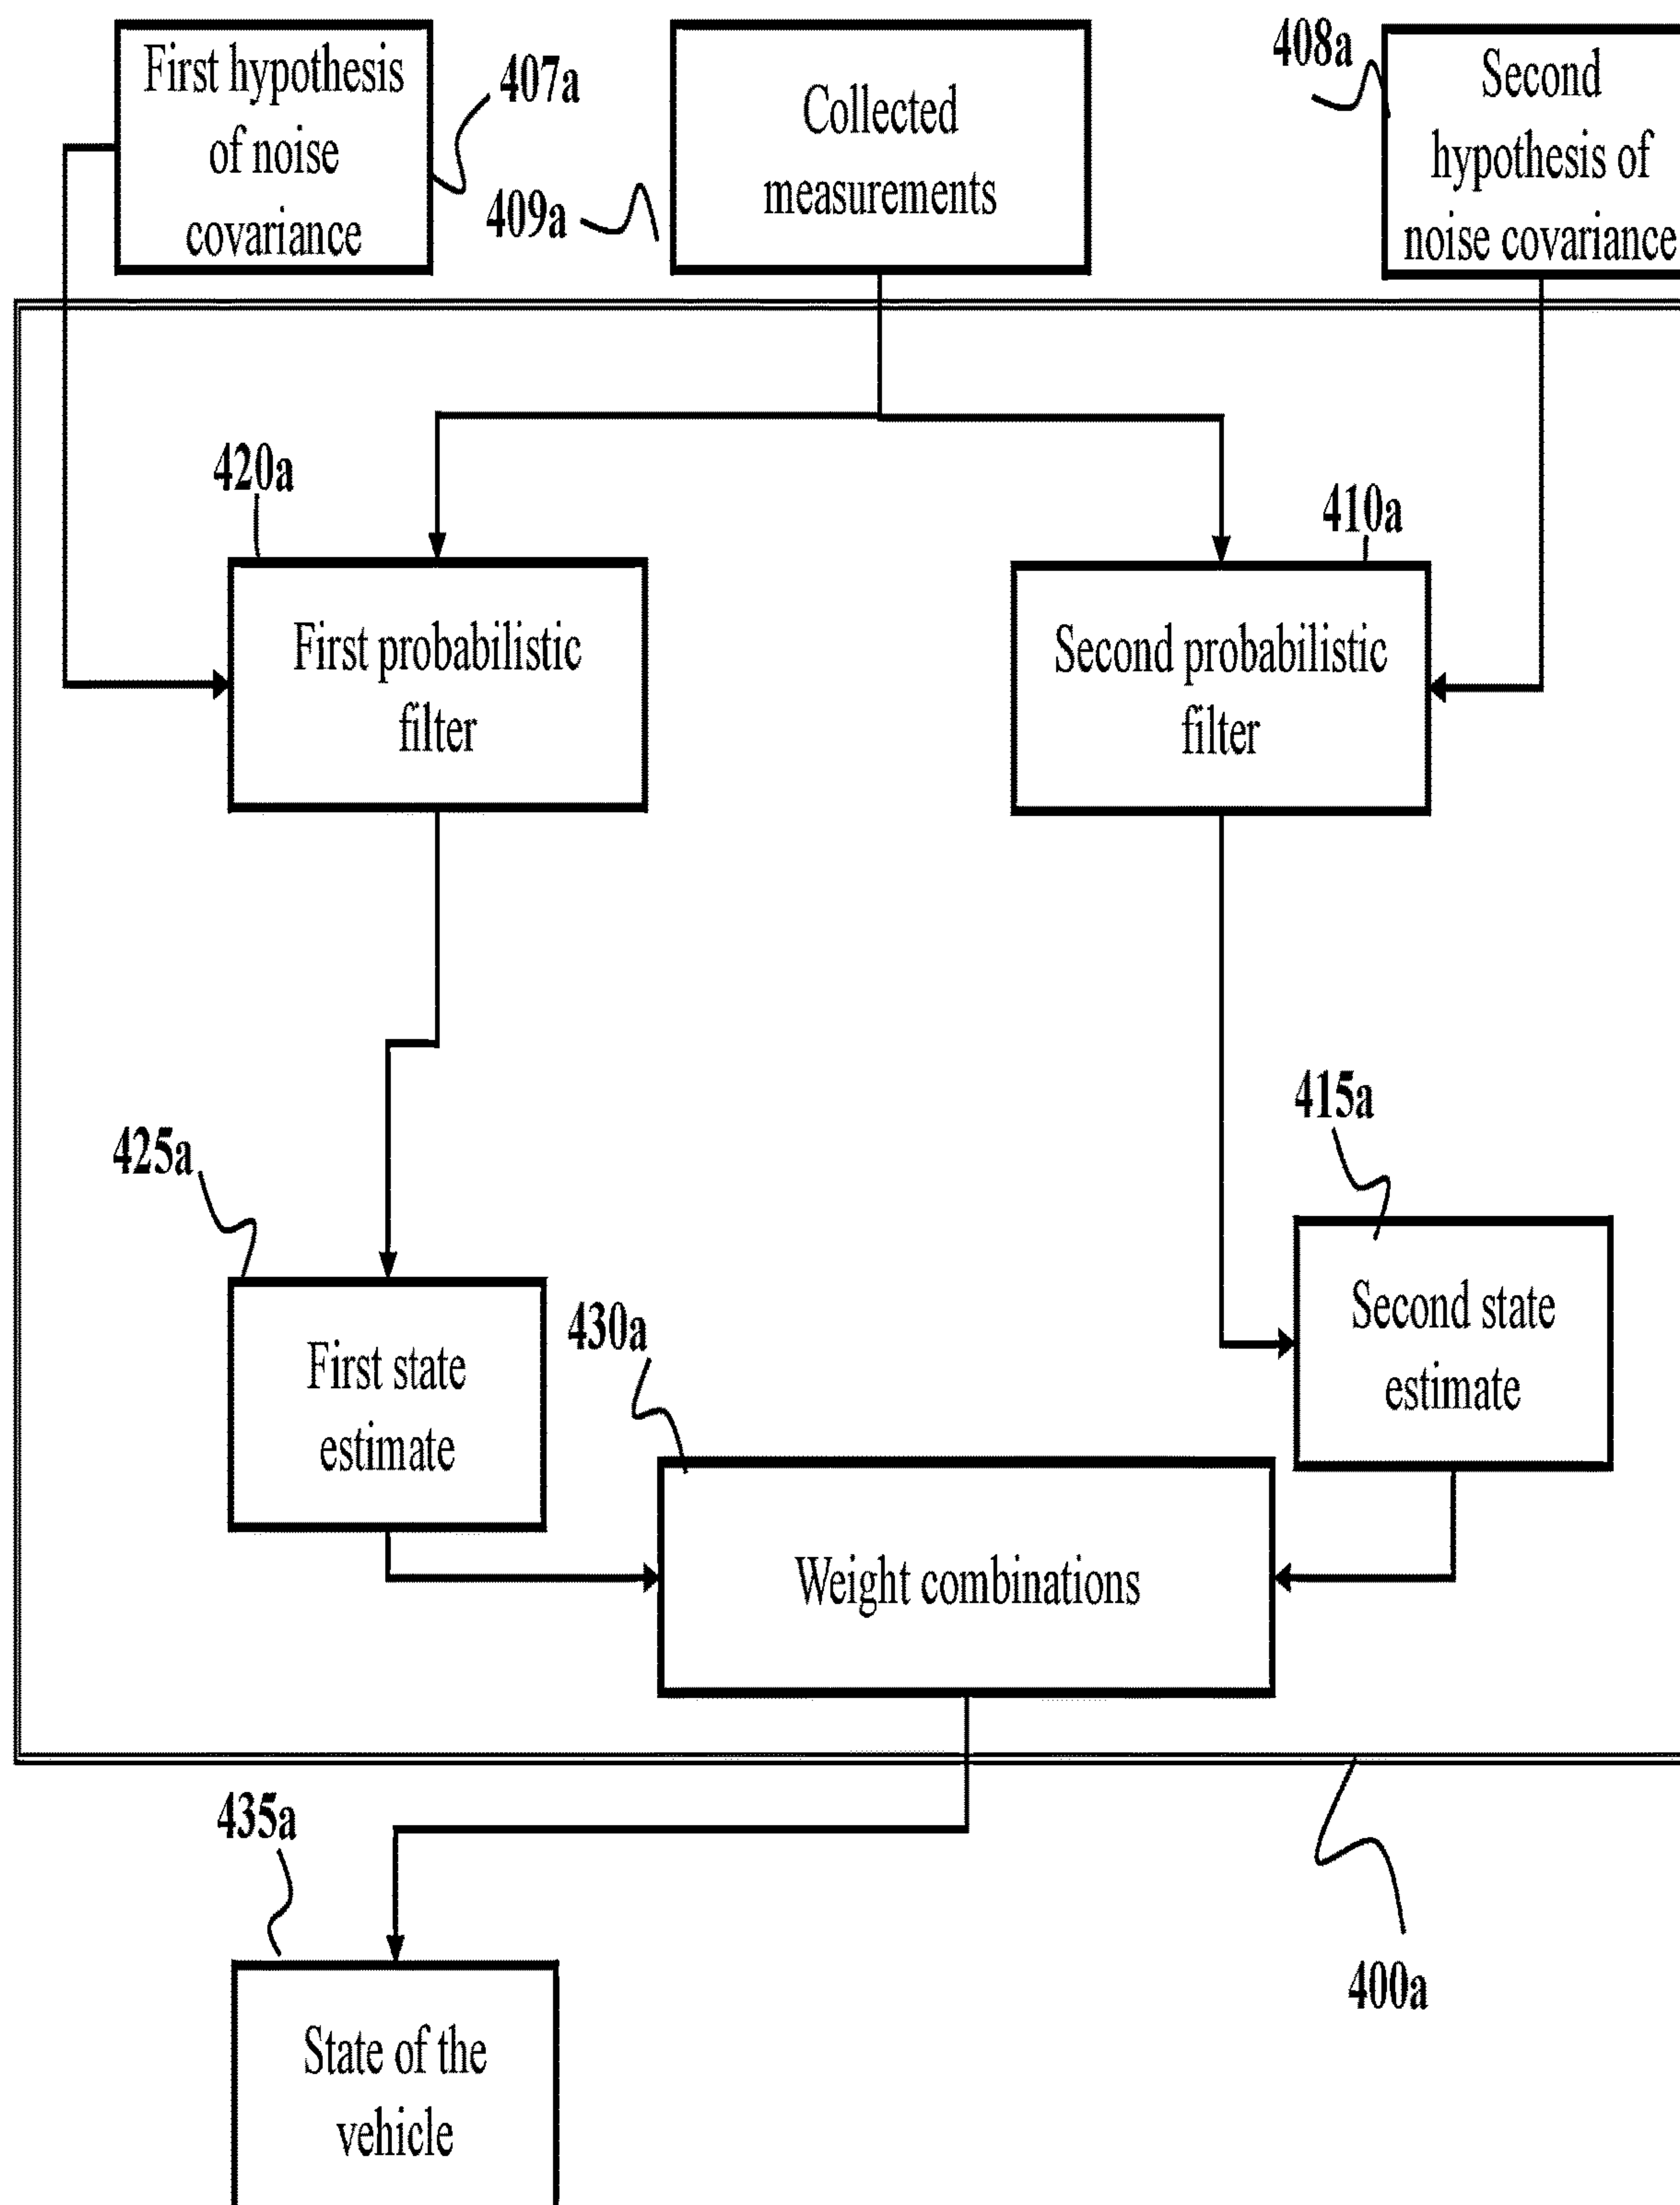 First hypothesis
of noise
covariance
407a
409a
Collected
measurements
408a
Second
hypothesis of
noise covariance
420a
410a
First probabilistic
filter
Second probabilistic
filter
425a
415a
First state
estimate
430a
Second state
estimate
Weight combinations
435a
400a
State of the
vehicle